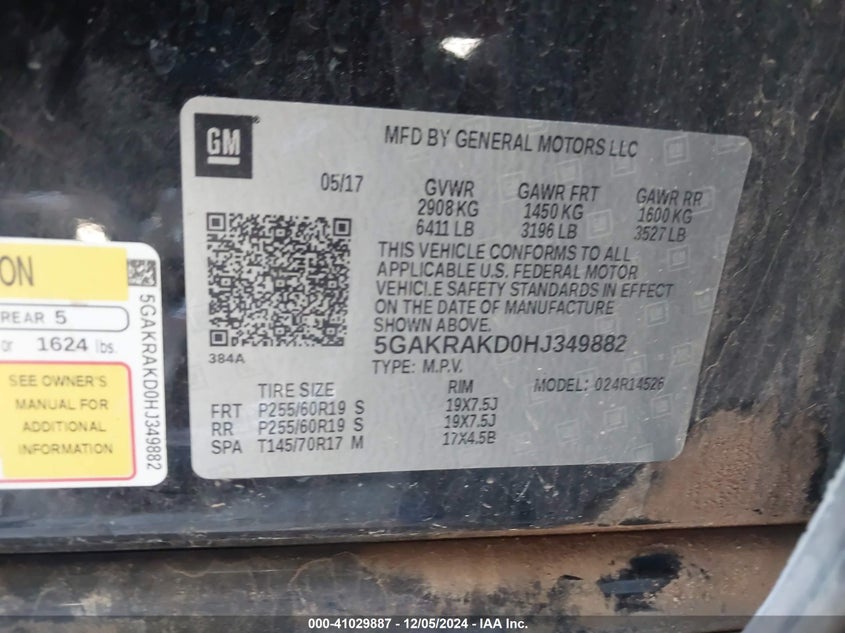 GM
MFD BY GENERAL MOTORS LLC
05/17
GVWR GAWR FRT GAWR RR
2908 KG 1450 KG 1600 KG
6411 LB 3196 LB 3527 LB
THIS VEHICLE CONFORMS TO ALL
APPLICABLE U.S. FEDERAL MOTOR
VEHICLE SAFETY STANDARDS IN EFFECT
ON THE DATE OF MANUFACTURE
SHOWN ABOVE.
384A
5GAKRAKD0HJ349882
TYPE: M.P.V. MODEL: 024R14526
TIRE SIZE RIM
FRT P255/60R19 S 19X7.5J
RR P255/60R19 S 19X7.5J
SPA T145/70R17 M 17X4.5B
ON
REAR 5
or 1624 lbs.
SEE OWNER'S
MANUAL FOR
ADDITIONAL
INFORMATION
5GAKRAKD0HJ349882
000-41029887 - 12/05/2024 - IAA Inc.